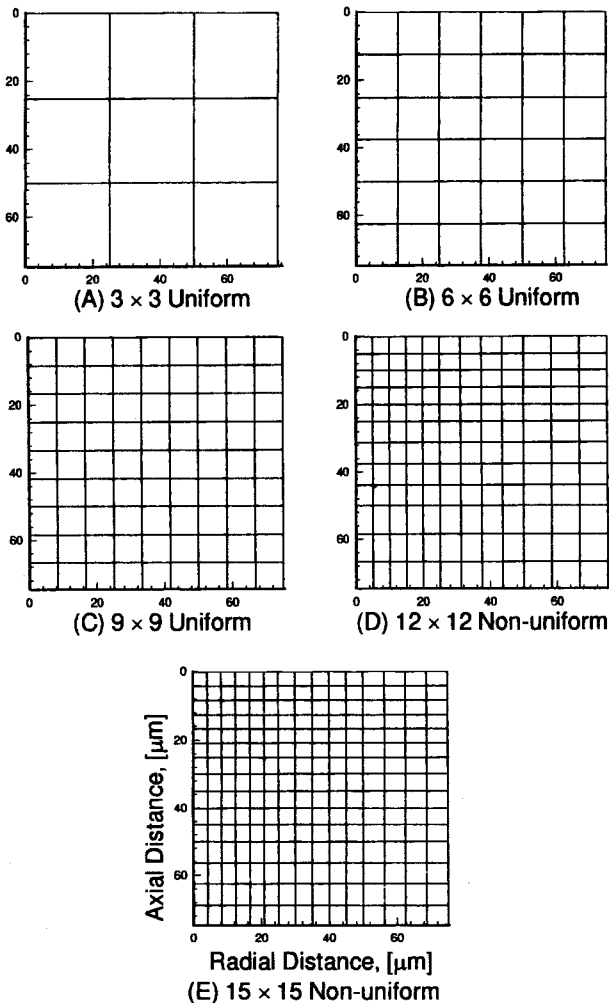 0
20
40
60
0 20 40 60
(A) 3 × 3 Uniform
0
20
40
60
0 20 40 60
(B) 6 × 6 Uniform
0
20
40
60
0 20 40 60
(C) 9 × 9 Uniform
0
20
40
60
0 20 40 60
(D) 12 × 12 Non-uniform
Axial Distance, [μm]
0
20
40
60
0 20 40 60
Radial Distance, [μm]
(E) 15 × 15 Non-uniform